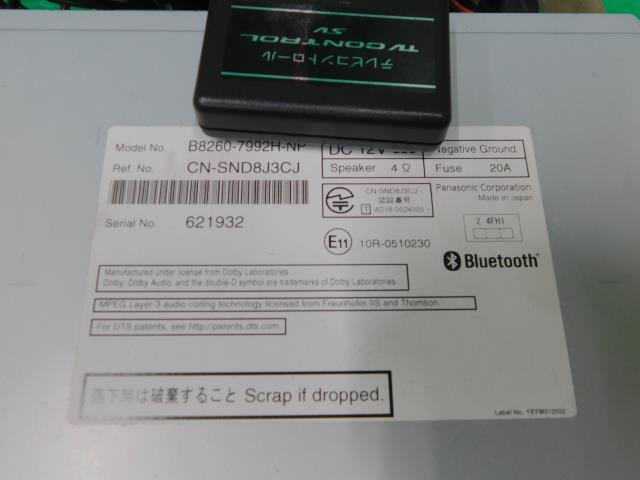 テレビコントロール
TV CONTROL
SV
Model No. B8260-7992H-NP
DC 12V
Negative Ground
Ref. No. CN-SND8J3CJ
Speaker 4 Ω
Fuse 20A
CN-SND8J3CJ
認証番号
T AD18-0024005
Panasonic Corporation
Made in Japan
Serial No. 621932
2.4FH1
E11 10R-0510230
Bluetooth®
Manufactured under license from Dolby Laboratories.
Dolby, Dolby Audio, and the double-D symbol are trademarks of Dolby Laboratories.
MPEG Layer-3 audio coding technology licensed from Fraunhofer IIS and Thomson.
For DTS patents, see http://patents.dts.com.
落下時は破棄すること Scrap if dropped.
Label No. YEFM012032